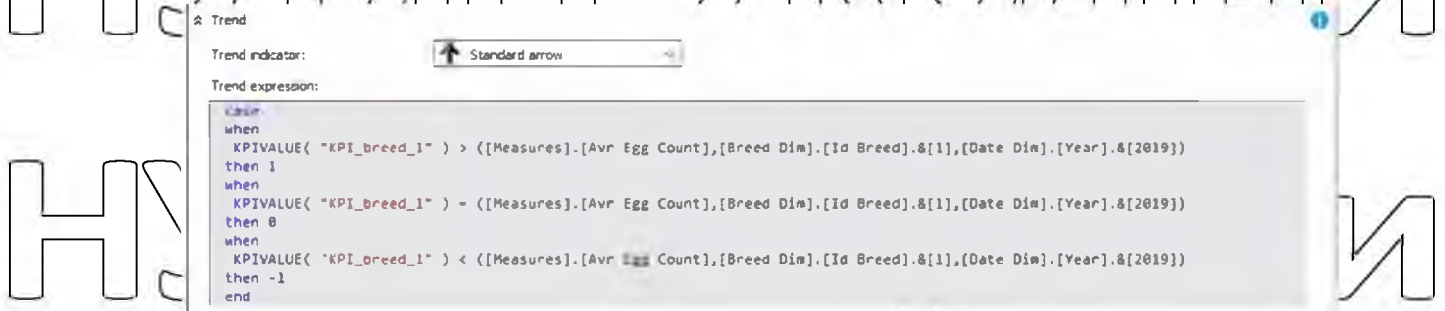 Trend
Trend indicator:
Standard arrow
Trend expression:
case
when
KPIVALUE( "KPI_breed_1" ) > ([Measures].[Avr Egg Count],[Breed Dim].[Id Breed].&[1],[Date Dim].[Year].&[2019])
then 1
when
KPIVALUE( "KPI_breed_1" ) = ([Measures].[Avr Egg Count],[Breed Dim].[Id Breed].&[1],[Date Dim].[Year].&[2019])
then 0
when
KPIVALUE( "KPI_breed_1" ) < ([Measures].[Avr Egg Count],[Breed Dim].[Id Breed].&[1],[Date Dim].[Year].&[2019])
then -1
end